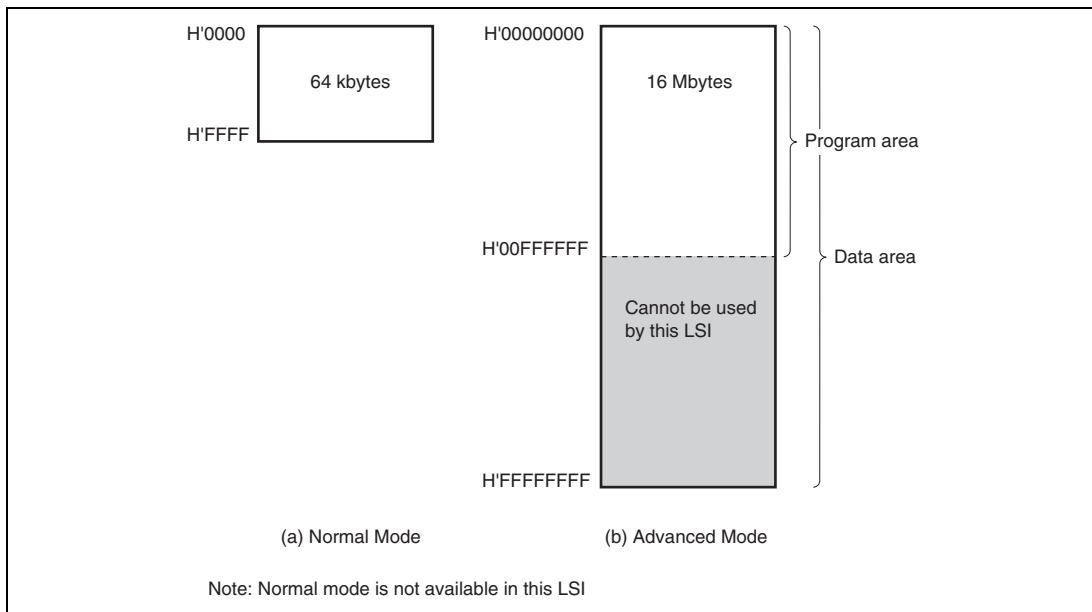 H'0000
64 kbytes
H'FFFF
(a) Normal Mode
H'00000000
16 Mbytes
Program area
H'00FFFFFF
Data area
Cannot be used
by this LSI
H'FFFFFFFF
(b) Advanced Mode
Note: Normal mode is not available in this LSI